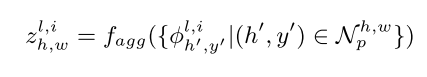 $z_{h,w}^{l,i} = f_{agg}(\{\phi_{h',y'}^{l,i} | (h', y') \in \mathcal{N}_p^{h,w}\})$